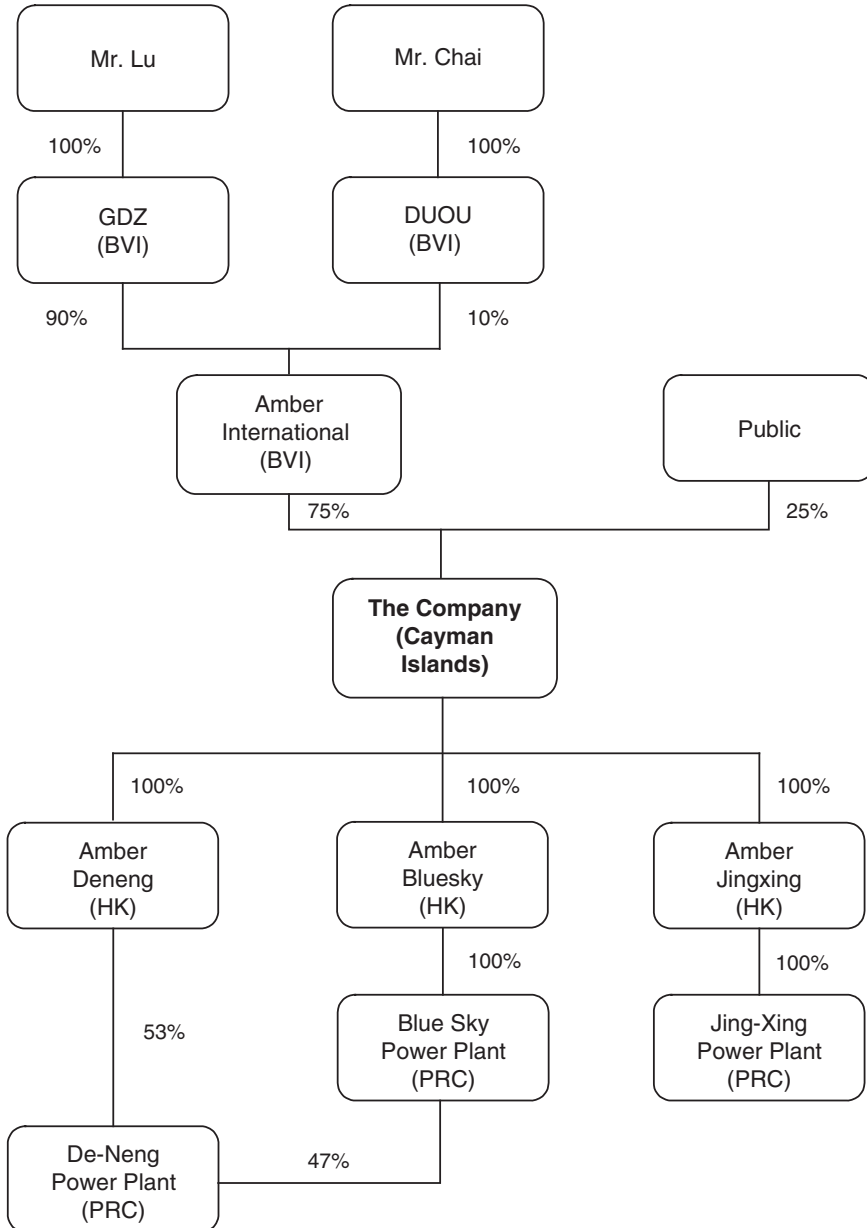 Mr. Lu
Mr. Chai
100%
100%
GDZ
(BVI)
DUOU
(BVI)
90%
10%
Amber
International
(BVI)
Public
75%
25%
The Company
(Cayman
Islands)
100%
100%
100%
Amber
Deneng
(HK)
Amber
Bluesky
(HK)
Amber
Jingxing
(HK)
100%
100%
53%
Blue Sky
Power Plant
(PRC)
Jing-Xing
Power Plant
(PRC)
De-Neng
Power Plant
(PRC)
47%